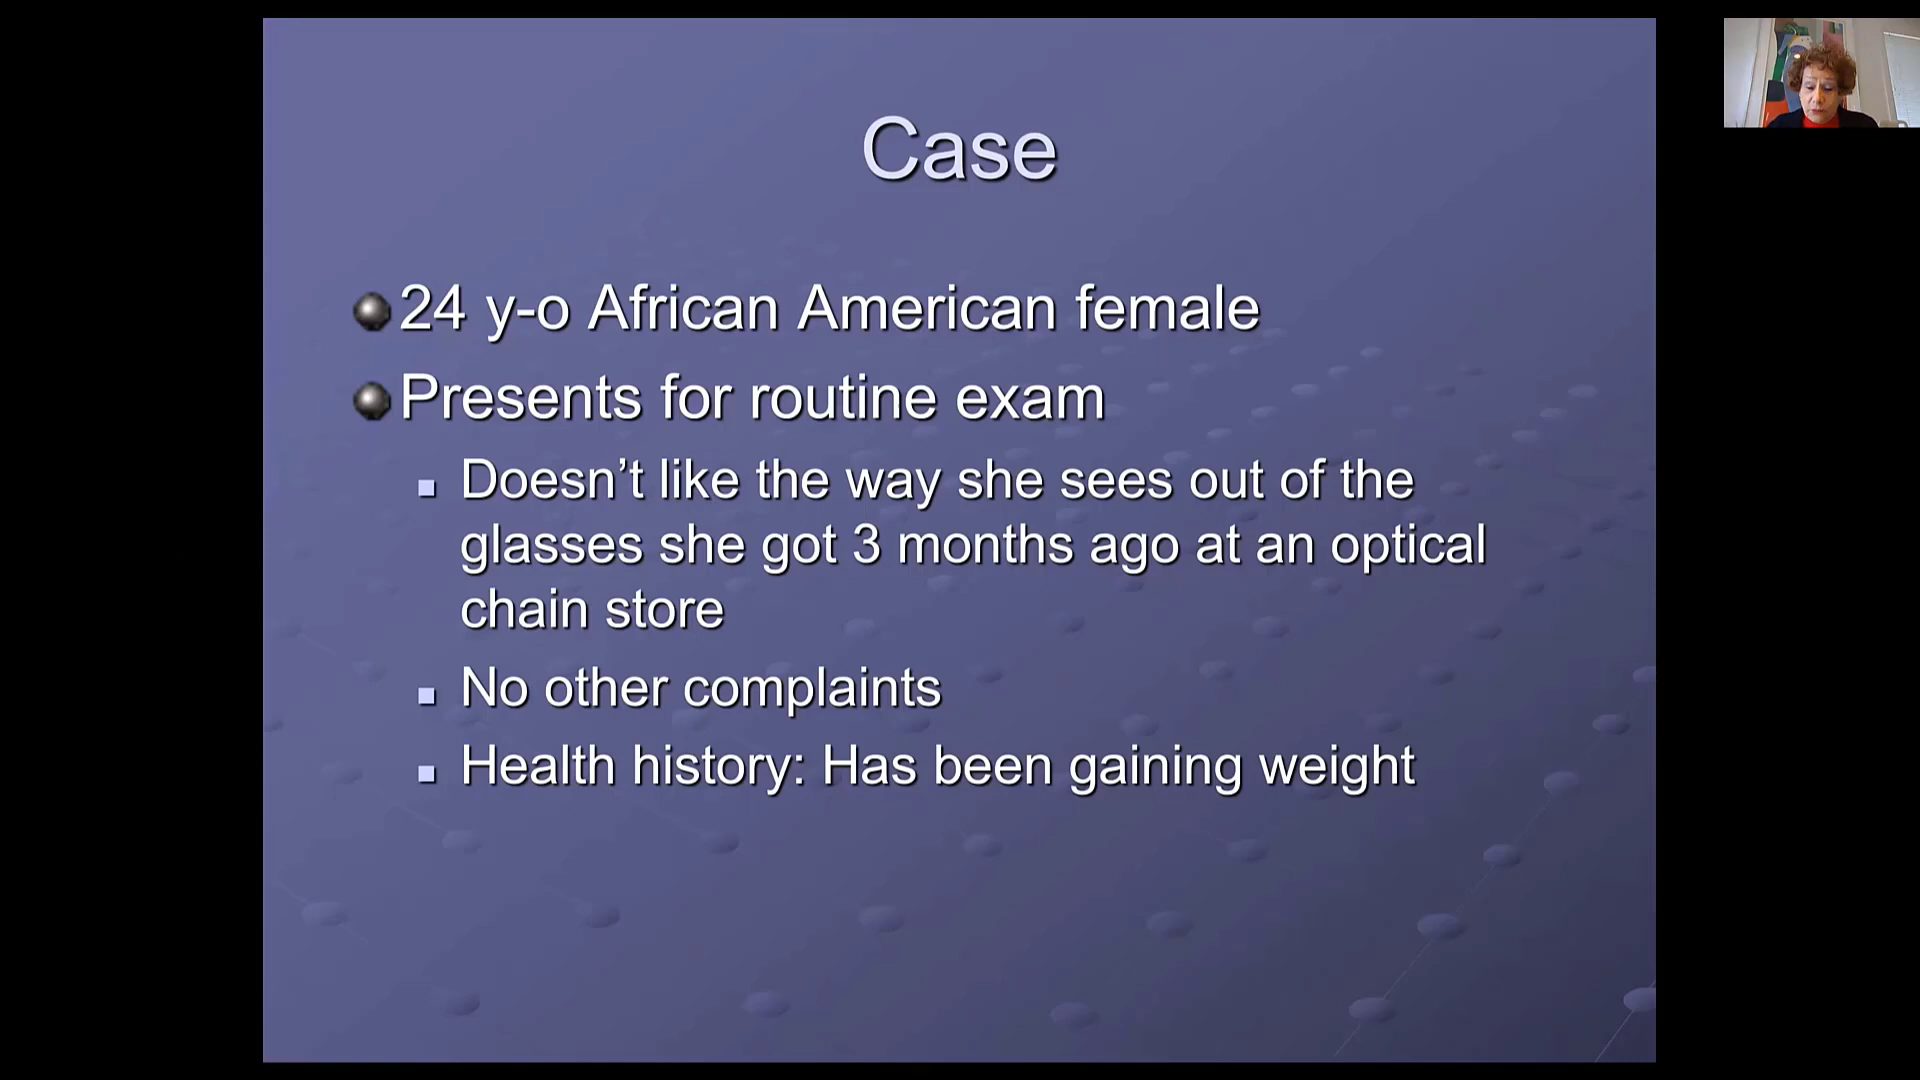 Case
24 y-o African American female
Presents for routine exam
Doesn’t like the way she sees out of the
glasses she got 3 months ago at an optical
chain store
No other complaints
Health history: Has been gaining weight